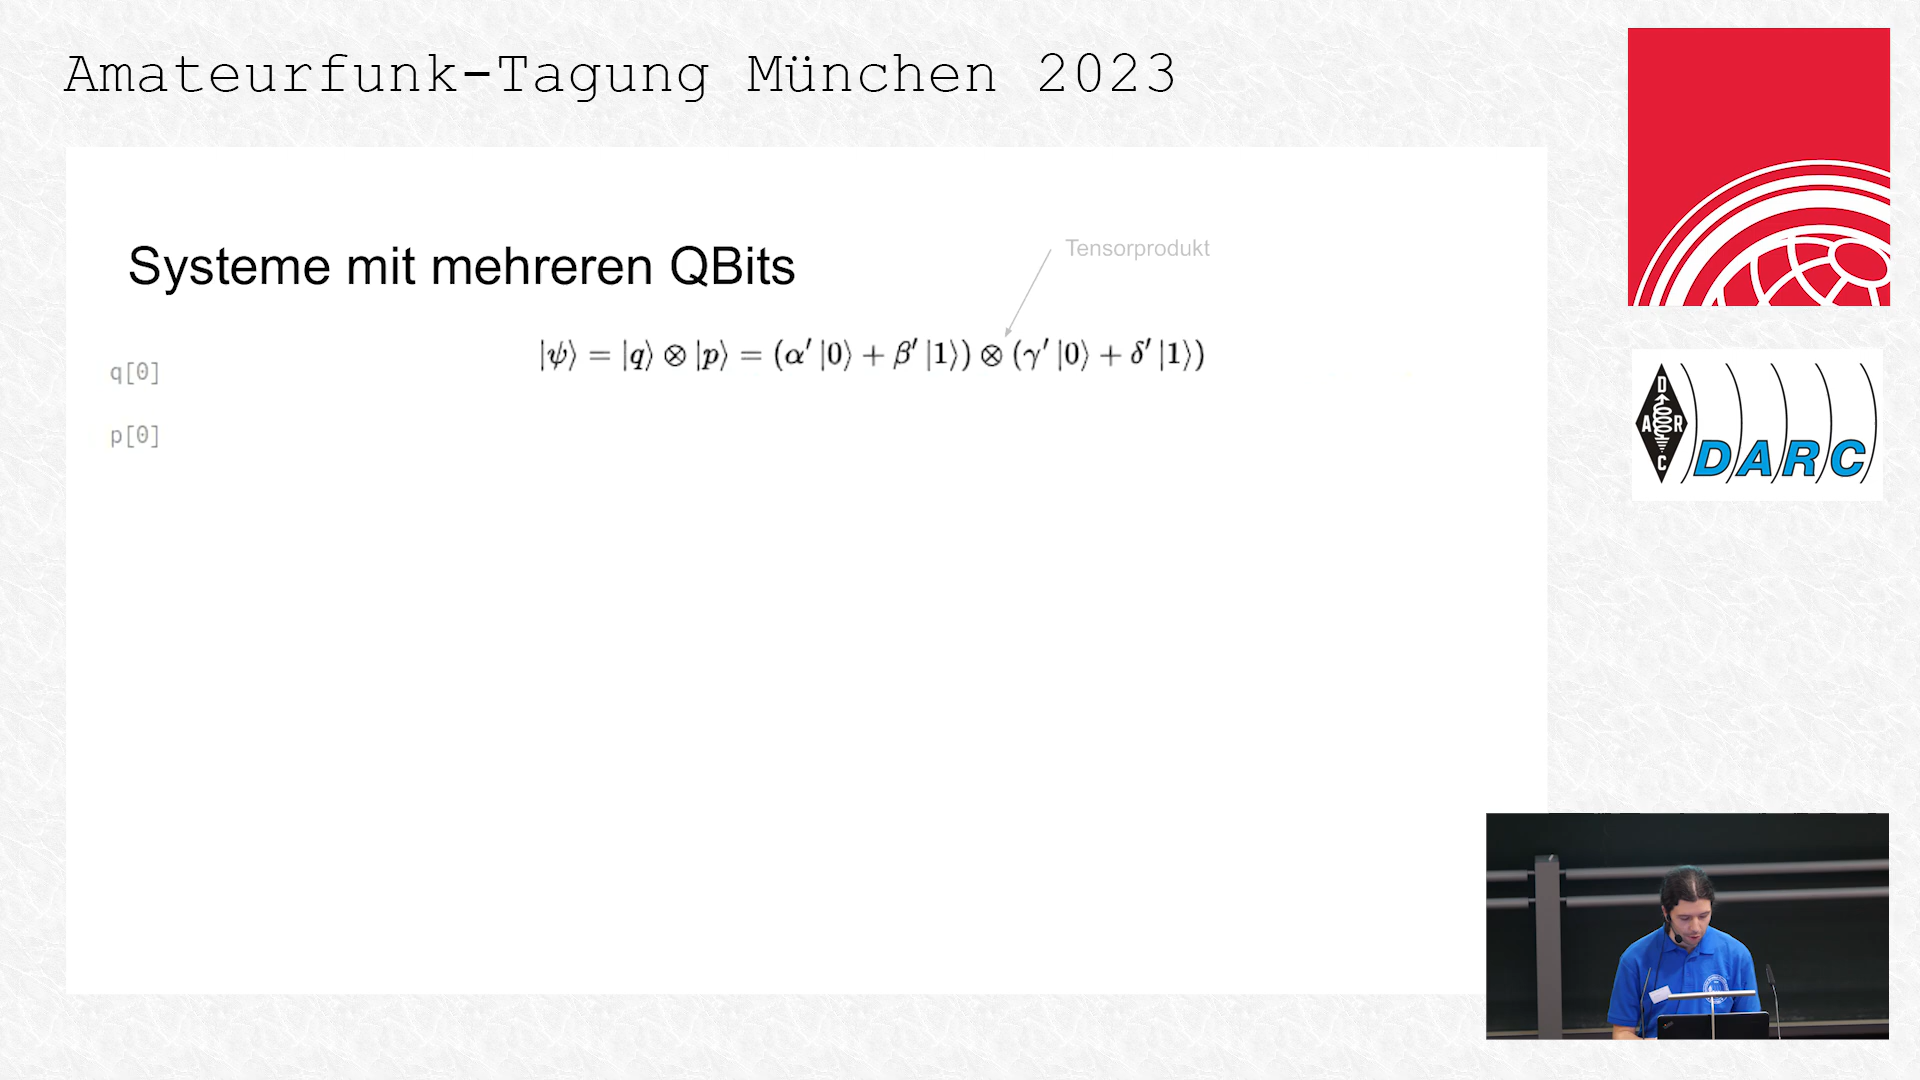 Amateurfunk-Tagung München 2023
Systeme mit mehreren QBits
Tensorprodukt
|ψ⟩ = |q⟩ ⊗ |p⟩ = (α′ |0⟩ + β′ |1⟩) ⊗ (γ′ |0⟩ + δ′ |1⟩)
q[0]
p[0]
D
A R
C
DARC